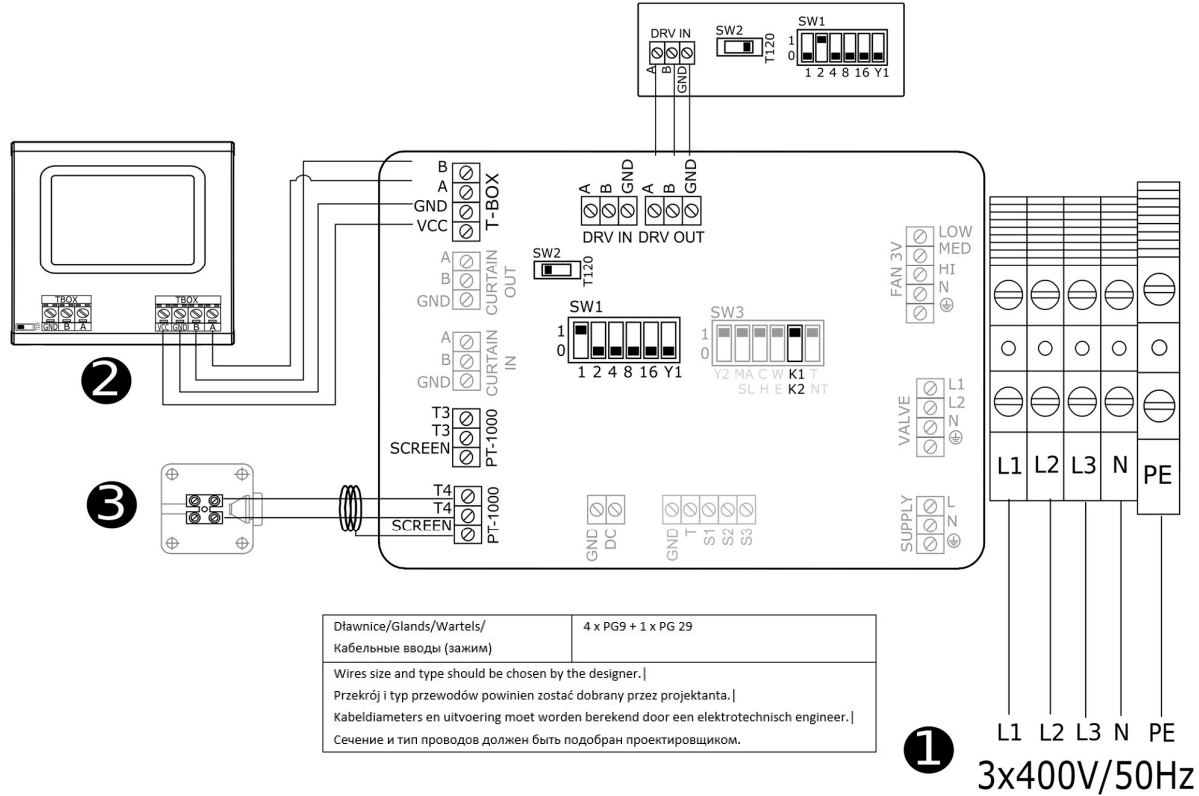 DRV IN
A
B
GND
SW2
T120
SW1
1
0
1 2 4 8 16 Y1
TBOX
GND B A
TBOX
VCC GND B A
2
B
A
GND
VCC
T-BOX
A
B
GND
CURTAIN
OUT
A
B
GND
CURTAIN
IN
T3
T3
SCREEN
PT-1000
T4
T4
SCREEN
PT-1000
3
A
B
GND
A
B
GND
DRV IN DRV OUT
SW2
T120
SW1
1
0
1 2 4 8 16 Y1
SW3
1
0
Y2 MA C W K1 T
SL H E K2 NT
GND
DC
GND
T
S1
S2
S3
FAN 3V
LOW
MED
HI
N
VALVE
L1
L2
N
SUPPLY
L
N
L1 L2 L3 N PE
L1 L2 L3 N PE
1
3x400V/50Hz
Dławnice/Glands/Wartels/
Кабельные вводы (зажим)
4 x PG9 + 1 x PG 29
Wires size and type should be chosen by the designer.|
Przekrój i typ przewodów powinien zostać dobrany przez projektanta.|
Kabeldiameters en uitvoering moet worden berekend door een elektrotechnisch engineer.|
Сечение и тип проводов должен быть подобран проектировщиком.